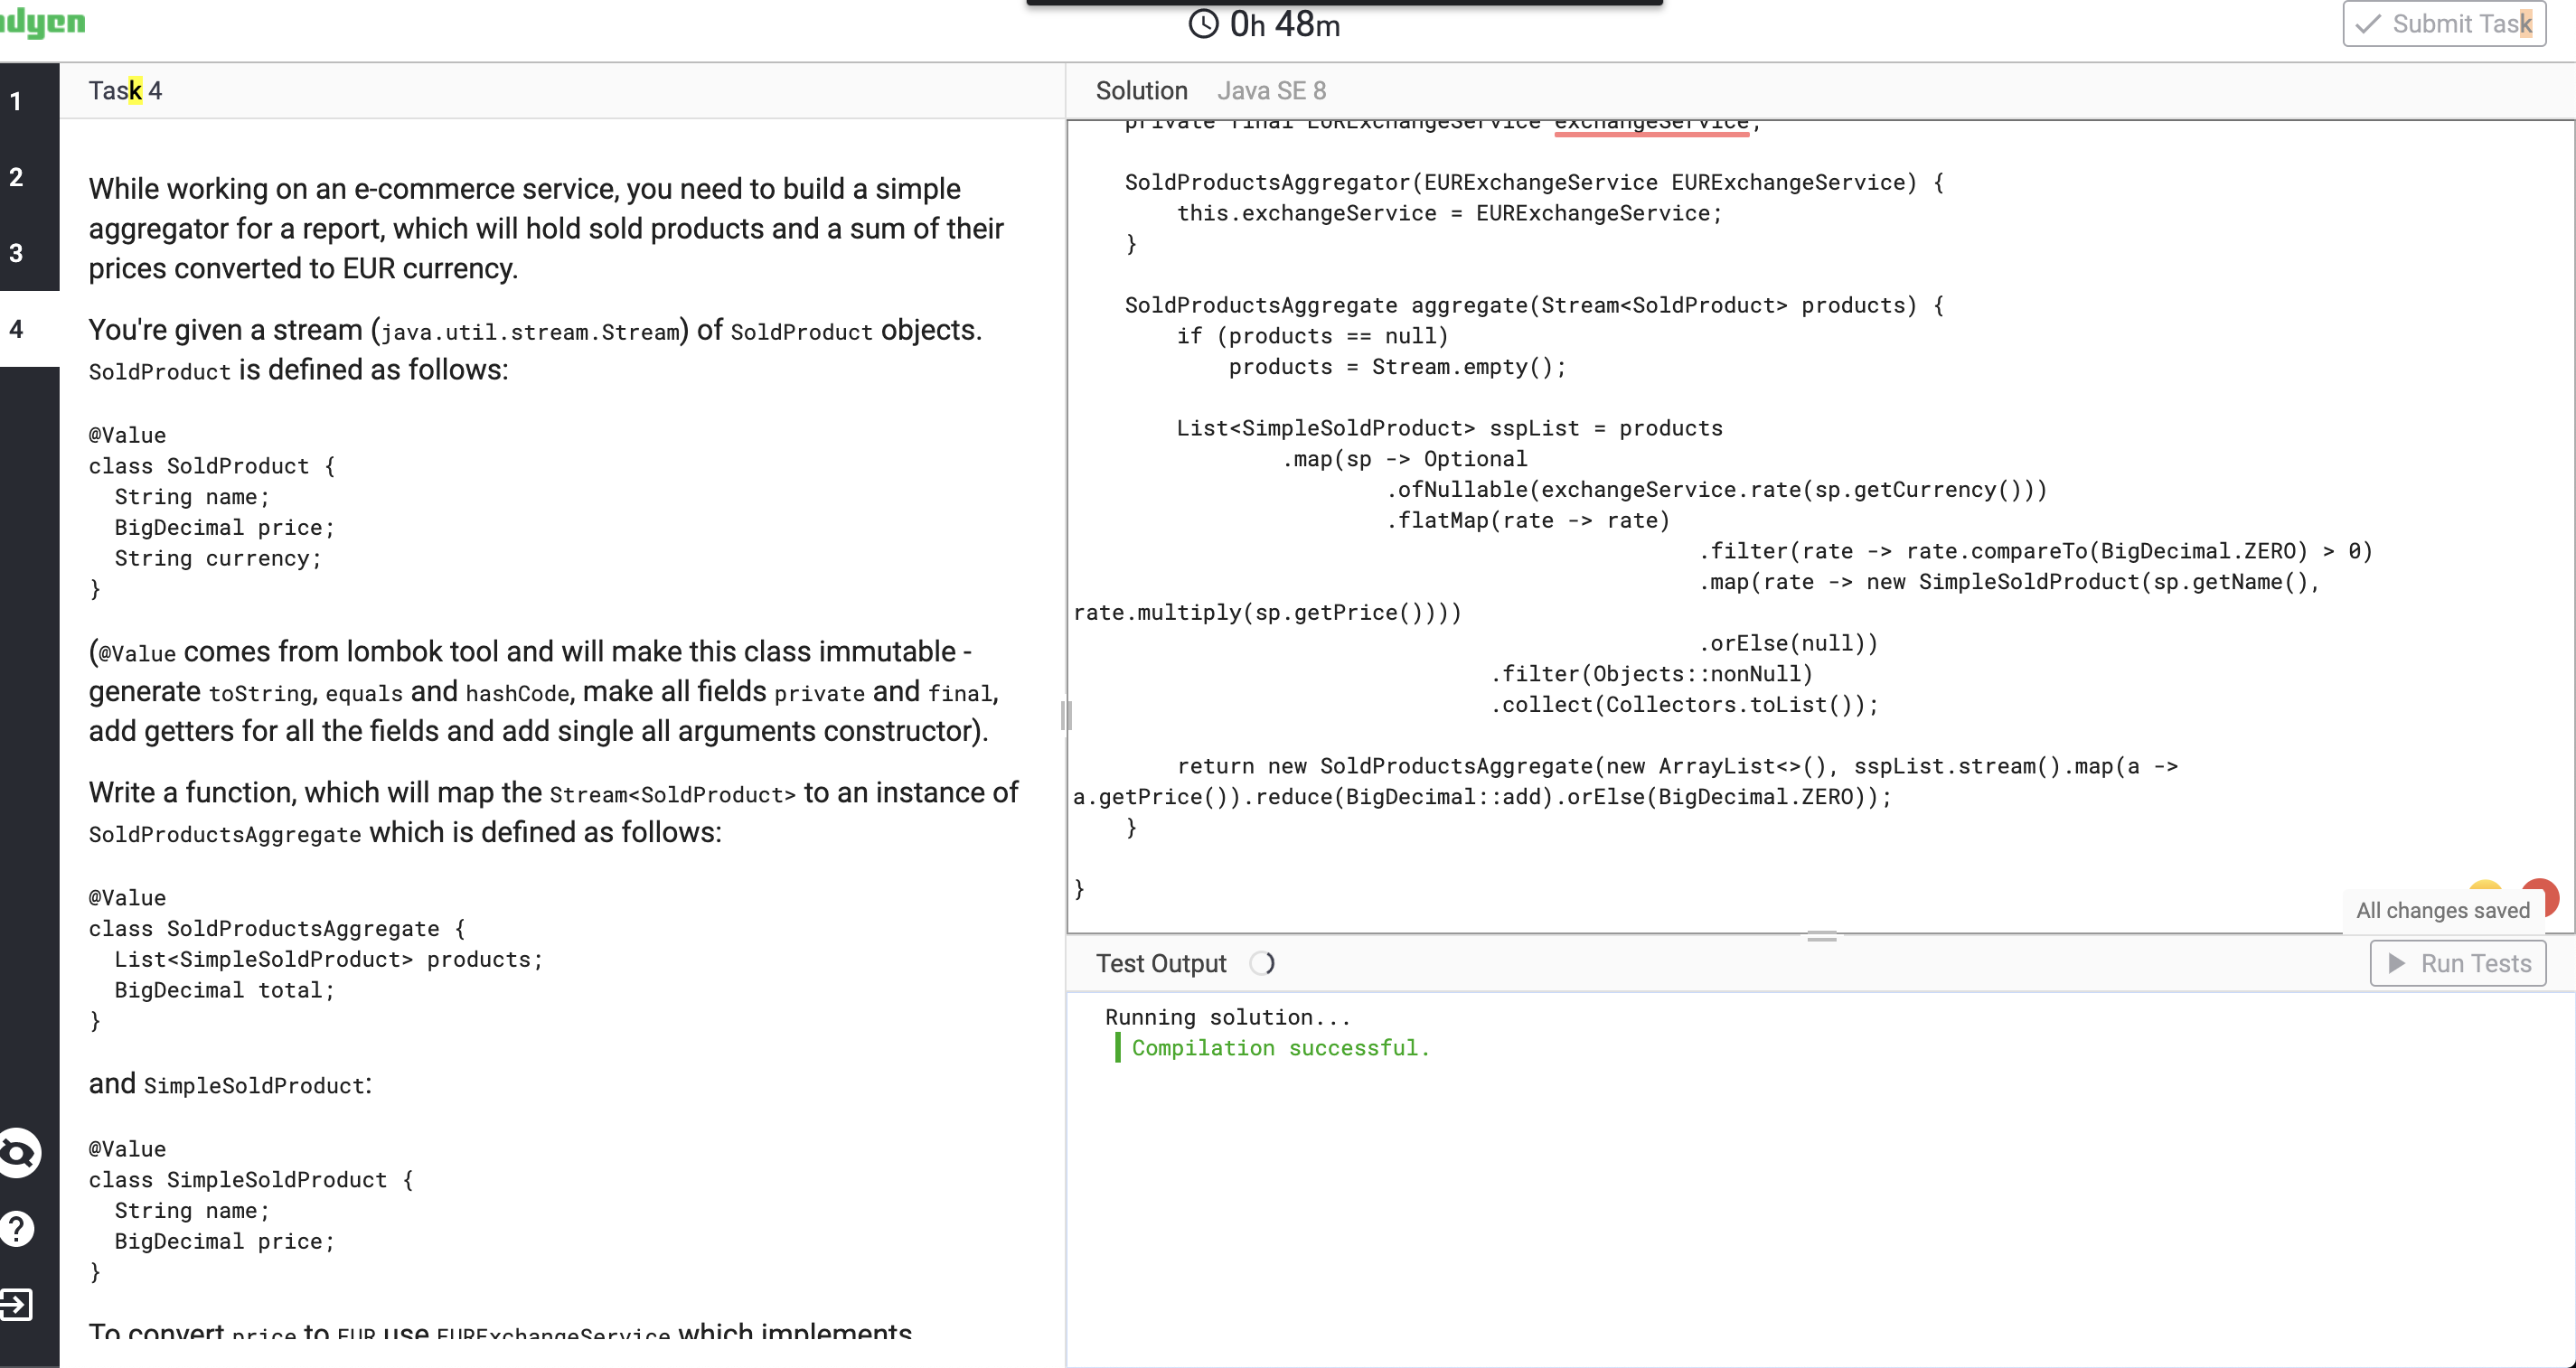 0h 48m
Submit Task
1
2
3
4
Task 4
While working on an e-commerce service, you need to build a simple
aggregator for a report, which will hold sold products and a sum of their
prices converted to EUR currency.
You're given a stream (java.util.stream.Stream) of SoldProduct objects.
SoldProduct is defined as follows:
@Value
class SoldProduct {
  String name;
  BigDecimal price;
  String currency;
}
(@Value comes from lombok tool and will make this class immutable -
generate toString, equals and hashCode, make all fields private and final,
add getters for all the fields and add single all arguments constructor).
Write a function, which will map the Stream<SoldProduct> to an instance of
SoldProductsAggregate which is defined as follows:
@Value
class SoldProductsAggregate {
  List<SimpleSoldProduct> products;
  BigDecimal total;
}
and SimpleSoldProduct:
@Value
class SimpleSoldProduct {
  String name;
  BigDecimal price;
}
To convert price to EUR use EURExchangeService which implements
Solution Java SE 8
    private final EURExchangeService exchangeService;
    SoldProductsAggregator(EURExchangeService EURExchangeService) {
        this.exchangeService = EURExchangeService;
    }
    SoldProductsAggregate aggregate(Stream<SoldProduct> products) {
        if (products == null)
            products = Stream.empty();
        List<SimpleSoldProduct> sspList = products
                .map(sp -> Optional
                        .ofNullable(exchangeService.rate(sp.getCurrency()))
                        .flatMap(rate -> rate)
                                                .filter(rate -> rate.compareTo(BigDecimal.ZERO) > 0)
                                                .map(rate -> new SimpleSoldProduct(sp.getName(),
rate.multiply(sp.getPrice())))
                                                .orElse(null))
                                .filter(Objects::nonNull)
                                .collect(Collectors.toList());
        return new SoldProductsAggregate(new ArrayList<>(), sspList.stream().map(a ->
a.getPrice()).reduce(BigDecimal::add).orElse(BigDecimal.ZERO));
    }
}
All changes saved
Test Output
Run Tests
Running solution...
Compilation successful.